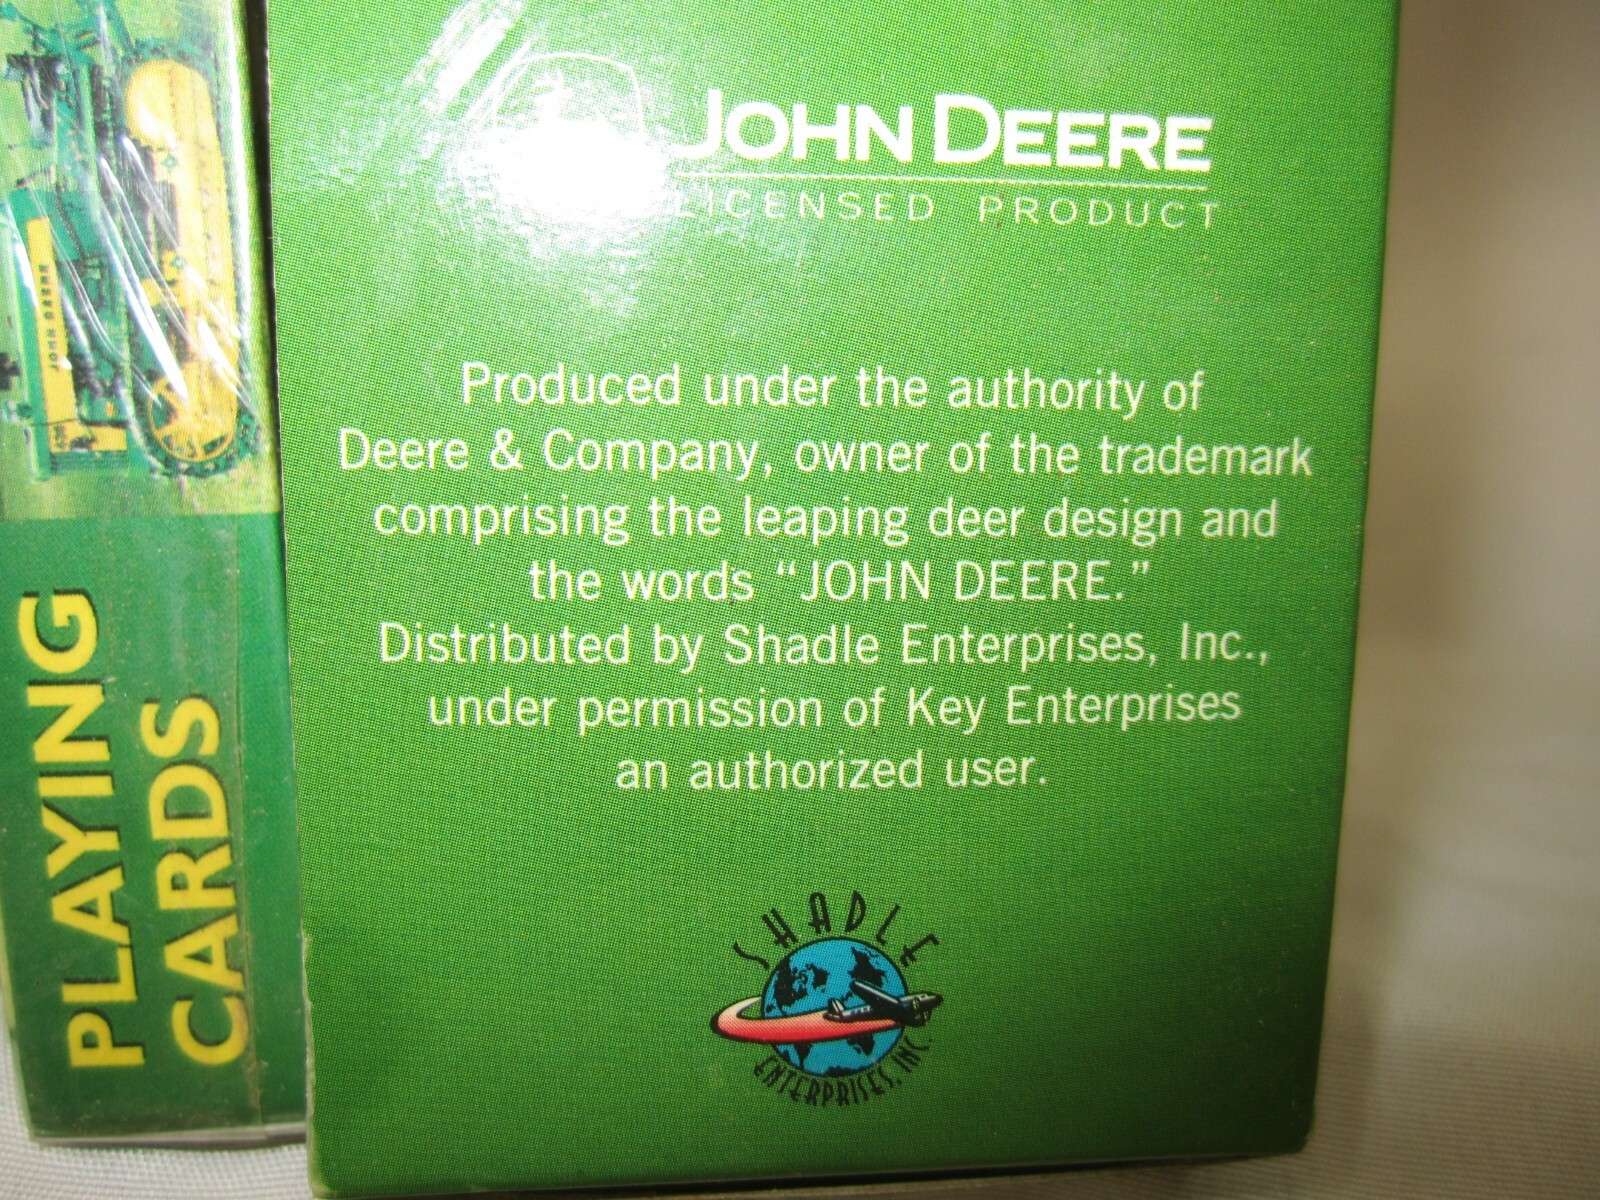 JOHN DEERE
LICENSED PRODUCT
Produced under the authority of
Deere & Company, owner of the trademark
comprising the leaping deer design and
the words “JOHN DEERE.”
Distributed by Shadle Enterprises, Inc.,
under permission of Key Enterprises
an authorized user.
SHADLE
ENTERPRISES, INC.
JOHN DEERE
PLAYING
CARDS